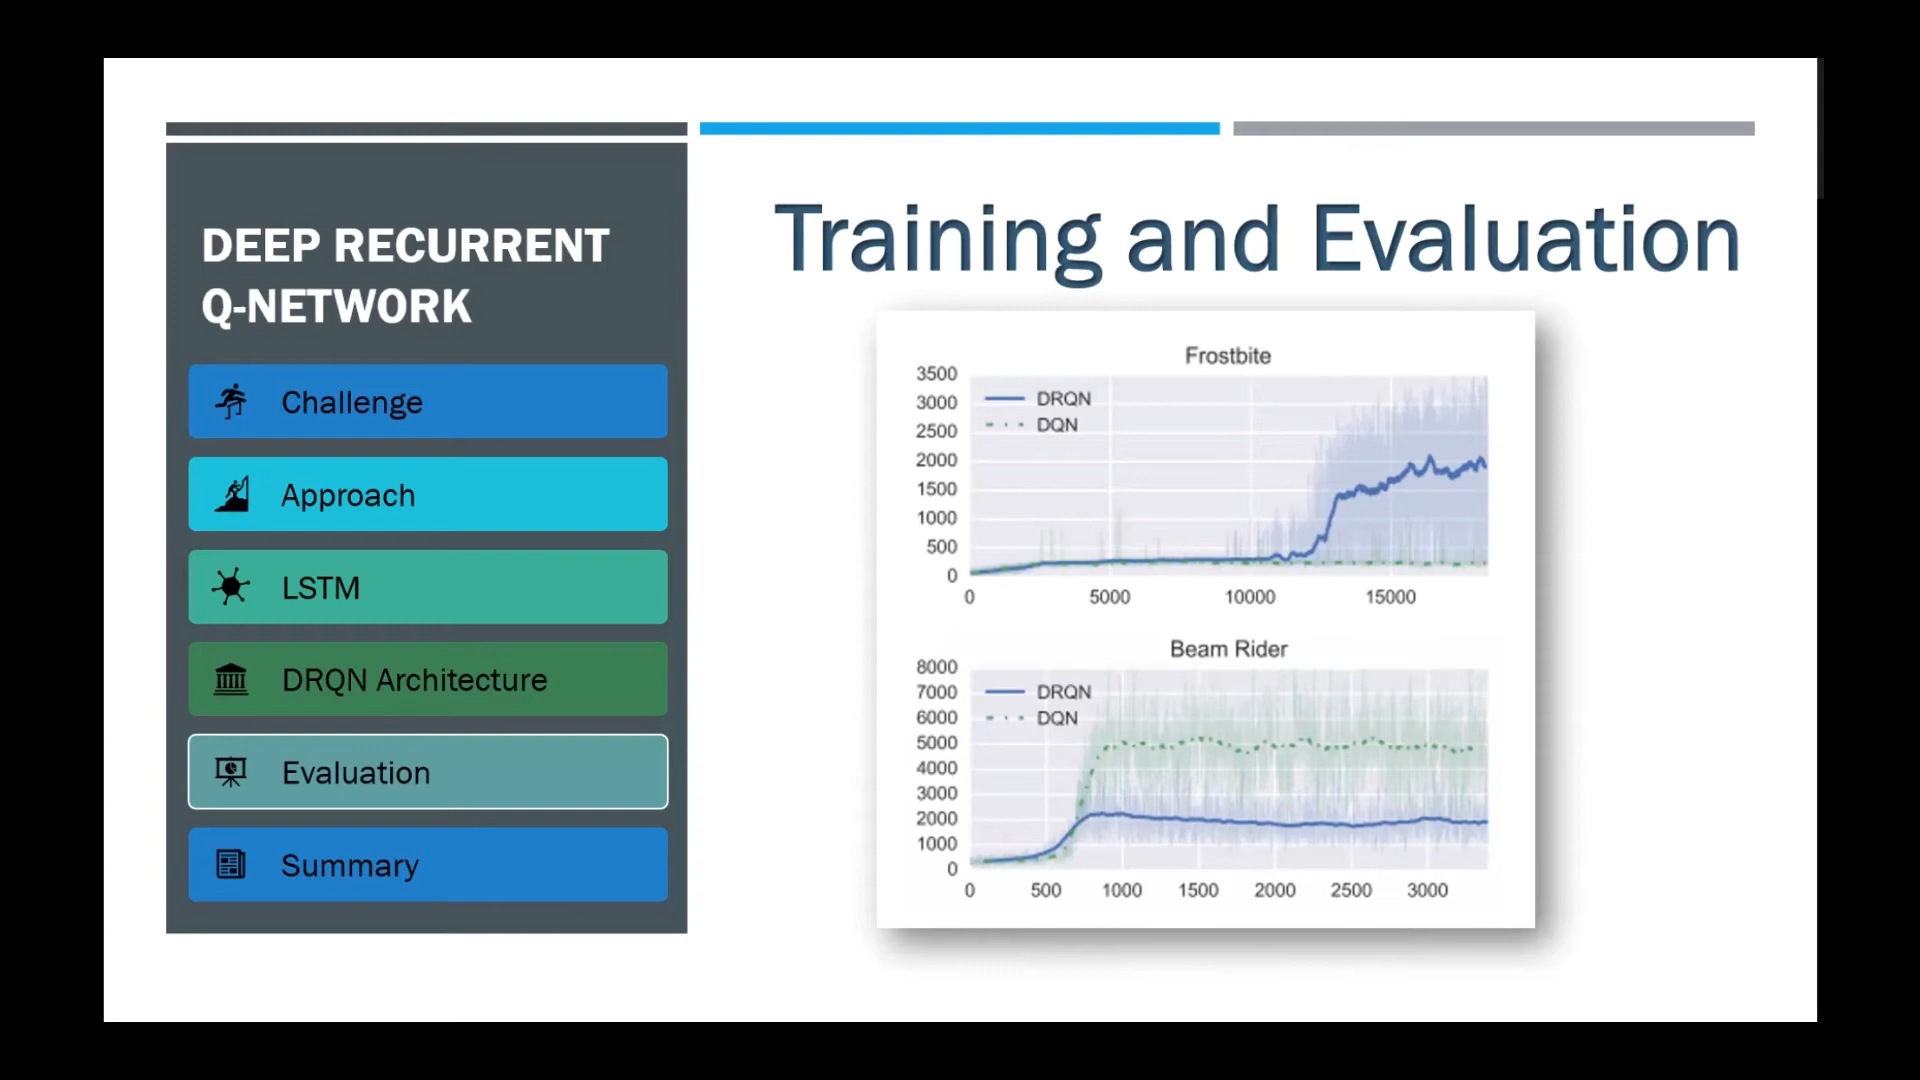 DEEP RECURRENT
Q-NETWORK
Challenge
Approach
LSTM
DRQN Architecture
Evaluation
Summary
Training and Evaluation
Frostbite
3500
3000
2500
2000
1500
1000
500
0
DRQN
DQN
0 5000 10000 15000
Beam Rider
8000
7000
6000
5000
4000
3000
2000
1000
0
DRQN
DQN
0 500 1000 1500 2000 2500 3000